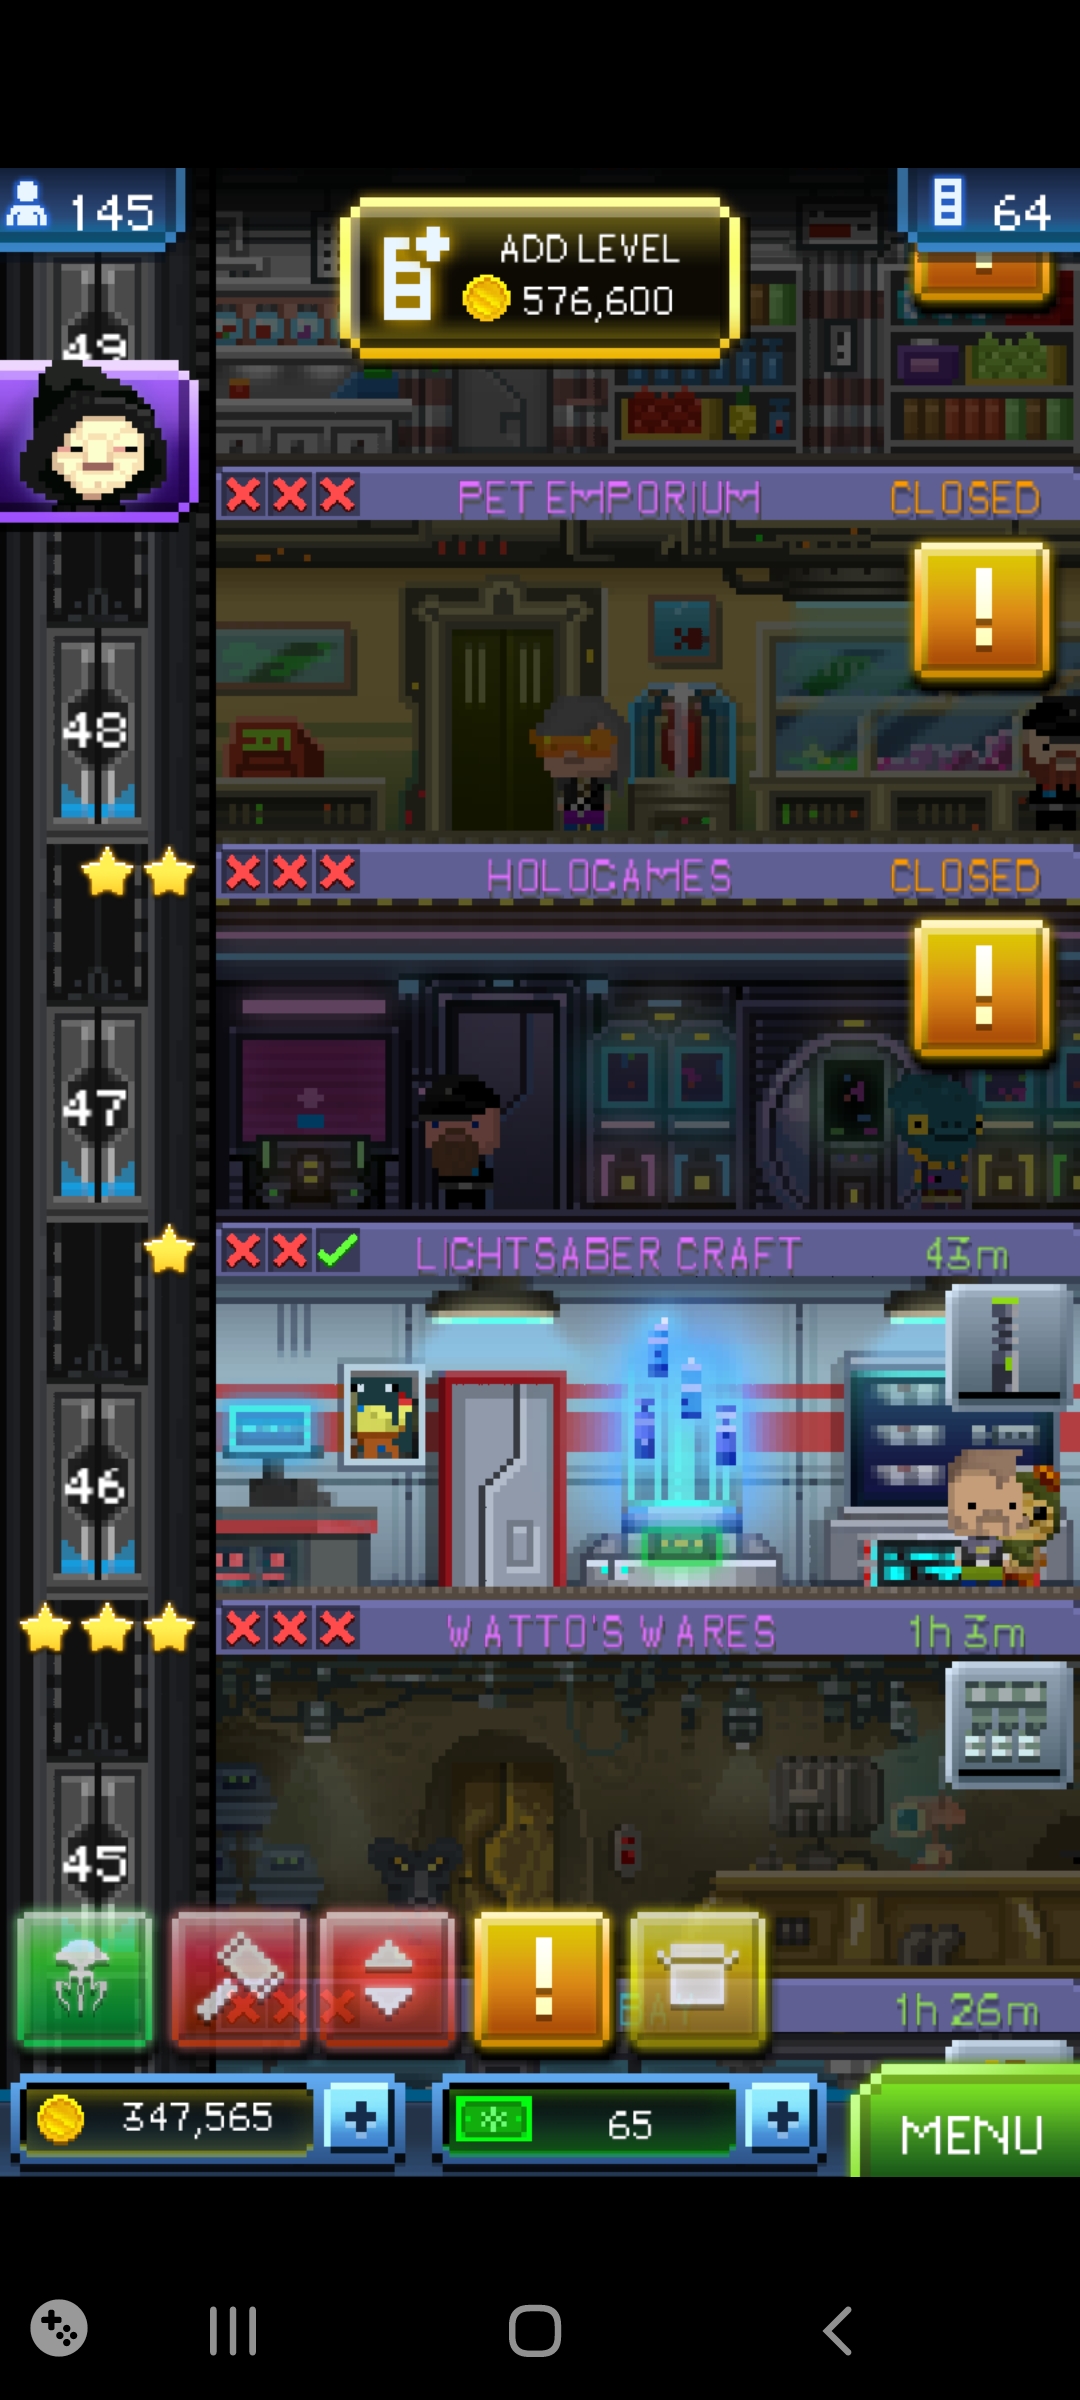 145
ADD LEVEL
576,600
64
49
PET EMPORIUM
CLOSED
48
HOLOGAMES
CLOSED
47
LIGHTSABER CRAFT
43m
46
WATTO'S WARES
1h 3m
45
BAY
1h 26m
347,565
65
MENU